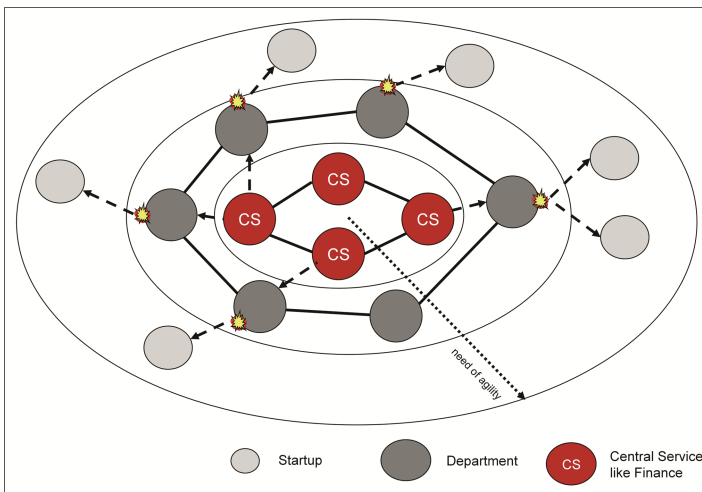 CS
CS
CS
CS
need of agility
Startup
Department
CS
Central Service
like Finance